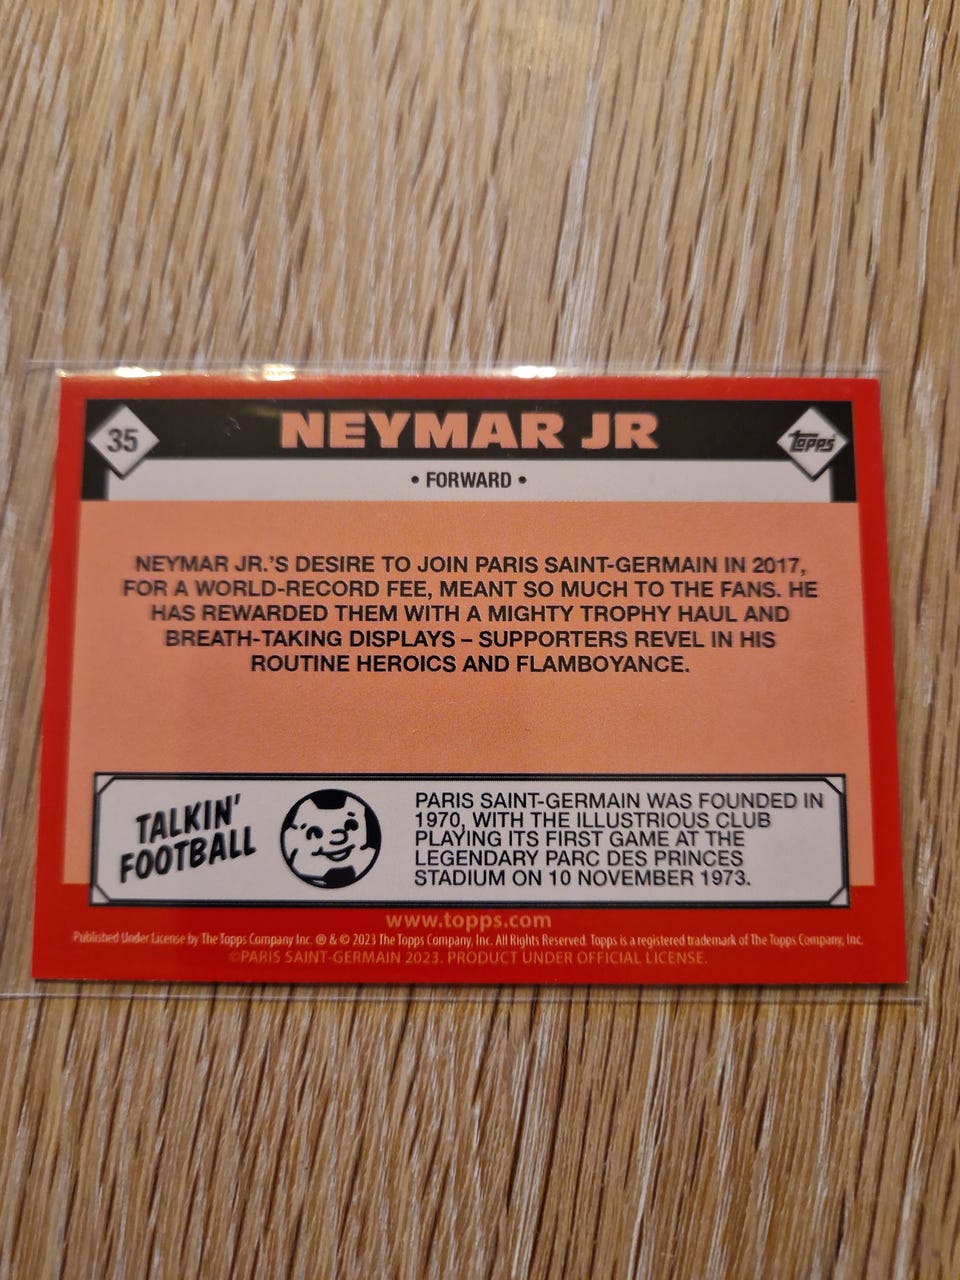 35
NEYMAR JR
topps
• FORWARD •
NEYMAR JR.'S DESIRE TO JOIN PARIS SAINT-GERMAIN IN 2017,
FOR A WORLD-RECORD FEE, MEANT SO MUCH TO THE FANS. HE
HAS REWARDED THEM WITH A MIGHTY TROPHY HAUL AND
BREATH-TAKING DISPLAYS – SUPPORTERS REVEL IN HIS
ROUTINE HEROICS AND FLAMBOYANCE.
TALKIN'
FOOTBALL
PARIS SAINT-GERMAIN WAS FOUNDED IN
1970, WITH THE ILLUSTRIOUS CLUB
PLAYING ITS FIRST GAME AT THE
LEGENDARY PARC DES PRINCES
STADIUM ON 10 NOVEMBER 1973.
www.topps.com
Published Under License by The Topps Company Inc. ® & © 2023 The Topps Company, Inc. All Rights Reserved. Topps is a registered trademark of The Topps Company, Inc.
©PARIS SAINT-GERMAIN 2023. PRODUCT UNDER OFFICIAL LICENSE.